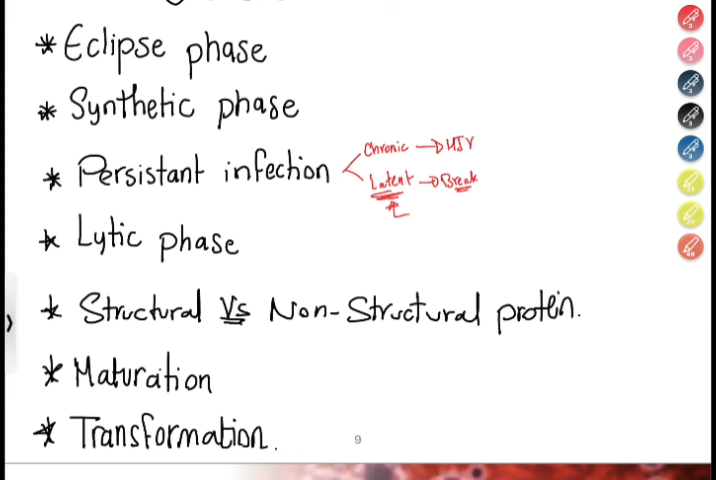 * Eclipse phase
* Synthetic phase
* Persistant infection
Chronic → HIV
Latent → Break
* Lytic phase
* Structural Vs Non-Structural protein.
* Maturation
* Transformation.
9